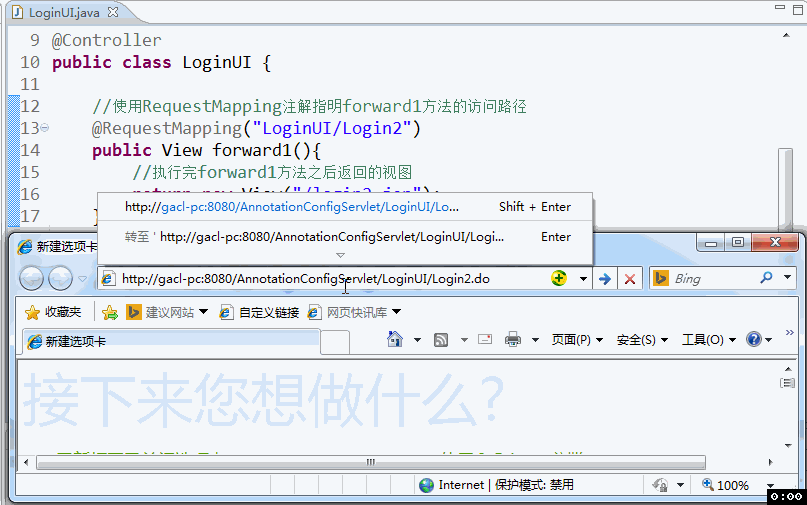 LoginUI.java
9 @Controller
10 public class LoginUI {
11
12 //使用RequestMapping注解指明forward1方法的访问路径
13 @RequestMapping("LoginUI/Login2")
14 public View forward1(){
15 //执行完forward1方法之后返回的视图
16 return new View("/login2.jsp");
17 }
http://gacl-pc:8080/AnnotationConfigServlet/LoginUI/Lo... Shift + Enter
转至 ' http://gacl-pc:8080/AnnotationConfigServlet/LoginUI/Logi... Enter
新建选项卡
http://gacl-pc:8080/AnnotationConfigServlet/LoginUI/Login2.do Bing
收藏夹 建议网站 自定义链接 网页快讯库
新建选项卡 页面(P) 安全(S) 工具(O)
接下来您想做什么?
Internet | 保护模式: 禁用 100%
0:00